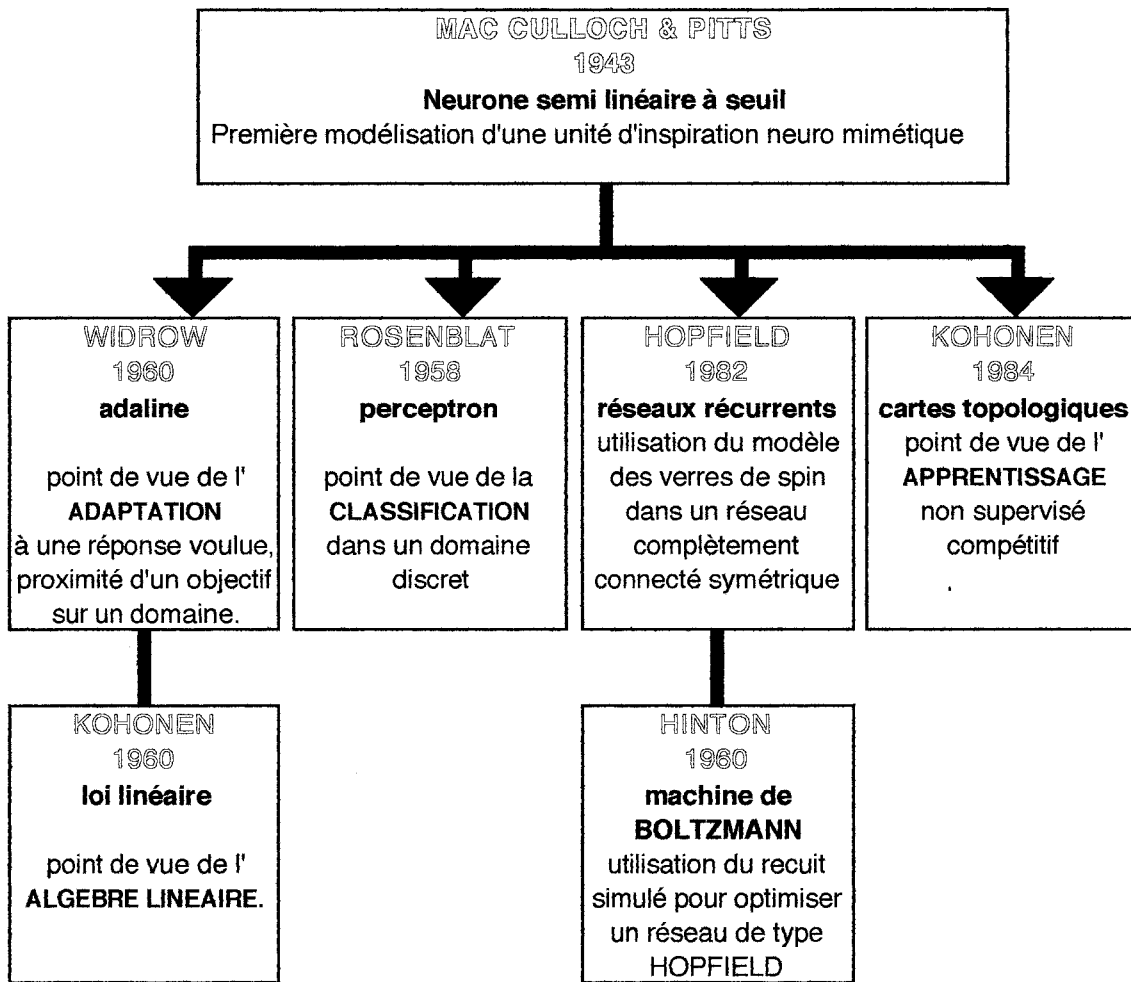 MAC CULLOCH & PITTS
1943
Neurone semi linéaire à seuil
Première modélisation d'une unité d'inspiration neuro mimétique
WIDROW
1960
adaline
point de vue de l'
ADAPTATION
à une réponse voulue,
proximité d'un objectif
sur un domaine.
ROSENBLAT
1958
perceptron
point de vue de la
CLASSIFICATION
dans un domaine
discret
HOPFIELD
1982
réseaux récurrents
utilisation du modèle
des verres de spin
dans un réseau
complètement
connecté symétrique
KOHONEN
1984
cartes topologiques
point de vue de l'
APPRENTISSAGE
non supervisé
compétitif
KOHONEN
1960
loi linéaire
point de vue de l'
ALGEBRE LINEAIRE.
HINTON
1960
machine de
BOLTZMANN
utilisation du recuit
simulé pour optimiser
un réseau de type
HOPFIELD